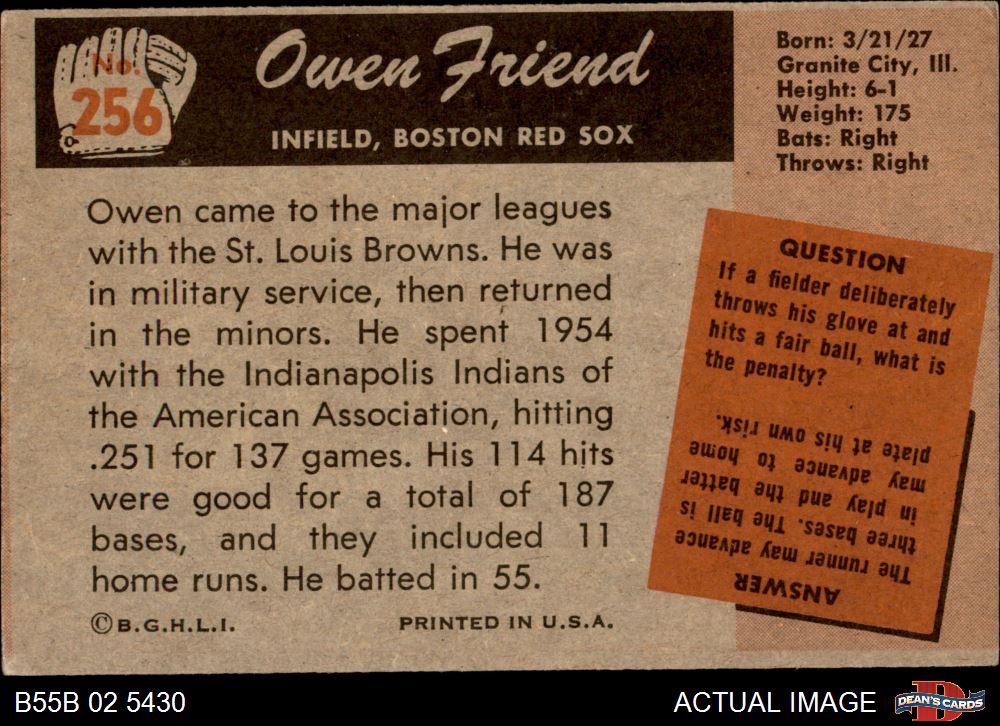 No.
256
Owen Friend
INFIELD, BOSTON RED SOX
Born: 3/21/27
Granite City, Ill.
Height: 6-1
Weight: 175
Bats: Right
Throws: Right
Owen came to the major leagues
with the St. Louis Browns. He was
in military service, then returned
in the minors. He spent 1954
with the Indianapolis Indians of
the American Association, hitting
.251 for 137 games. His 114 hits
were good for a total of 187
bases, and they included 11
home runs. He batted in 55.
©B.G.H.L.I.
PRINTED IN U.S.A.
QUESTION
If a fielder deliberately
throws his glove at and
hits a fair ball, what is
the penalty?
ANSWER
The runner may advance
three bases. The ball is
in play and the batter
may advance to home
plate at his own risk.
B55B 02 5430
ACTUAL IMAGE
D
DEAN'S CARDS